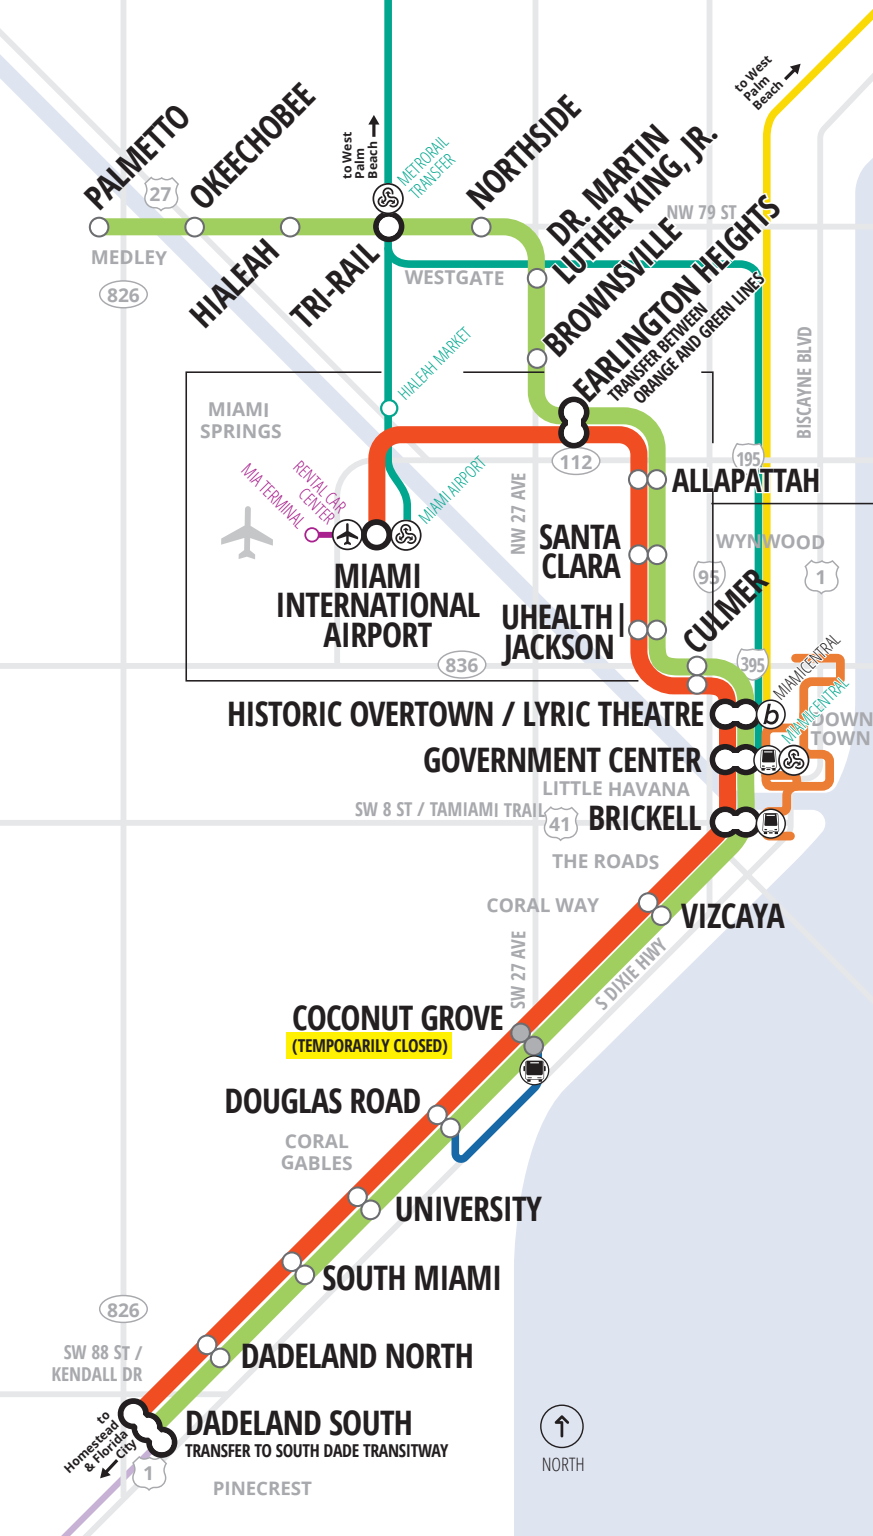 to West
Palm
Beach
PALMETTO
27
OKEECHOBEE
to West
Palm
Beach
METRORAIL
TRANSFER
NORTHSIDE
DR. MARTIN
LUTHER KING, JR.
NW 79 ST
MEDLEY
826
HIALEAH
TRI-RAIL
WESTGATE
BROWNSVILLE
EARLINGTON HEIGHTS
TRANSFER BETWEEN
ORANGE AND GREEN LINES
HIALEAH MARKET
BISCAYNE BLVD
MIAMI
SPRINGS
112
195
RENTAL CAR
CENTER
MIA TERMINAL
MIAMI AIRPORT
NW 27 AVE
ALLAPATTAH
SANTA
CLARA
WYNWOOD
95
1
MIAMI
INTERNATIONAL
AIRPORT
UHEALTH |
JACKSON
CULMER
836
395
MIAMICENTRAL
HISTORIC OVERTOWN / LYRIC THEATRE
b
MIAMICENTRAL
DOWN
TOWN
GOVERNMENT CENTER
LITTLE HAVANA
SW 8 ST / TAMIAMI TRAIL
41
BRICKELL
THE ROADS
CORAL WAY
VIZCAYA
SW 27 AVE
S DIXIE HWY
COCONUT GROVE
(TEMPORARILY CLOSED)
DOUGLAS ROAD
CORAL
GABLES
UNIVERSITY
SOUTH MIAMI
826
SW 88 ST /
KENDALL DR
DADELAND NORTH
to
Homestead
& Florida
City
DADELAND SOUTH
TRANSFER TO SOUTH DADE TRANSITWAY
1
PINECREST
NORTH